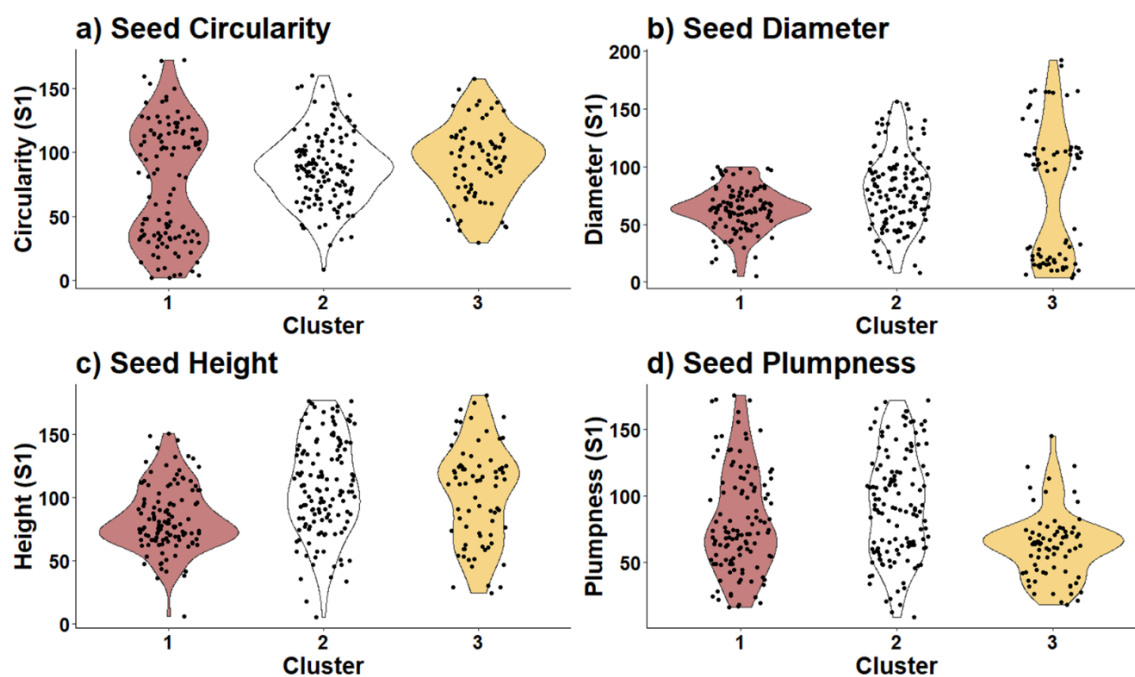 a) Seed Circularity
Circularity (S1)
150
100
50
0
1 2 3
Cluster
b) Seed Diameter
Diameter (S1)
200
150
100
50
0
1 2 3
Cluster
c) Seed Height
Height (S1)
150
100
50
0
1 2 3
Cluster
d) Seed Plumpness
Plumpness (S1)
150
100
50
1 2 3
Cluster